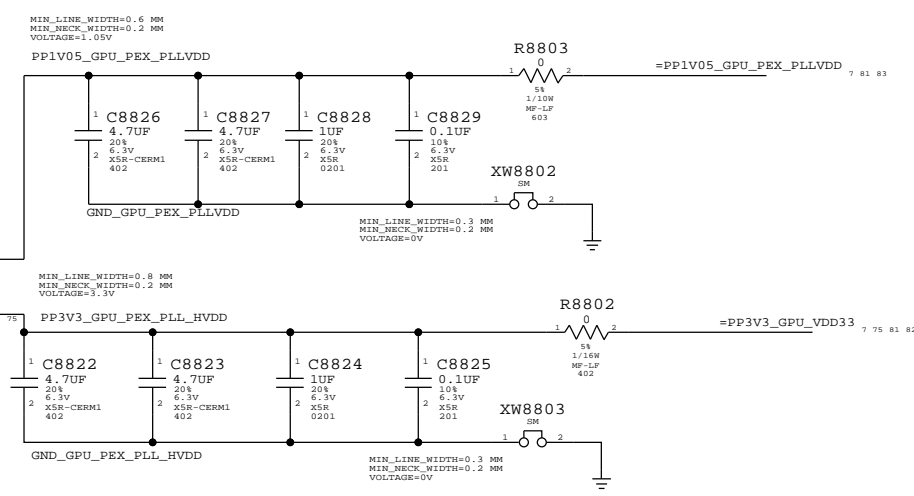 MIN_LINE_WIDTH=0.6 MM
MIN_NECK_WIDTH=0.2 MM
VOLTAGE=1.05V
PP1V05_GPU_PEX_PLLVDD
R8803
0
1 2
5%
1/10W
MF-LF
603
=PP1V05_GPU_PEX_PLLVDD 7 81 83
1
C8826
4.7UF
20%
6.3V
X5R-CERM1
402
2
1
C8827
4.7UF
20%
6.3V
X5R-CERM1
402
2
1
C8828
1UF
20%
6.3V
X5R
0201
2
1
C8829
0.1UF
10%
6.3V
X5R
201
2
XW8802
SM
1 2
GND_GPU_PEX_PLLVDD
MIN_LINE_WIDTH=0.3 MM
MIN_NECK_WIDTH=0.2 MM
VOLTAGE=0V
MIN_LINE_WIDTH=0.8 MM
MIN_NECK_WIDTH=0.2 MM
VOLTAGE=3.3V
75 PP3V3_GPU_PEX_PLL_HVDD
R8802
0
1 2
5%
1/16W
MF-LF
402
=PP3V3_GPU_VDD33 7 75 81 82
1
C8822
4.7UF
20%
6.3V
X5R-CERM1
402
2
1
C8823
4.7UF
20%
6.3V
X5R-CERM1
402
2
1
C8824
1UF
20%
6.3V
X5R
0201
2
1
C8825
0.1UF
10%
6.3V
X5R
201
2
XW8803
SM
1 2
GND_GPU_PEX_PLL_HVDD
MIN_LINE_WIDTH=0.3 MM
MIN_NECK_WIDTH=0.2 MM
VOLTAGE=0V